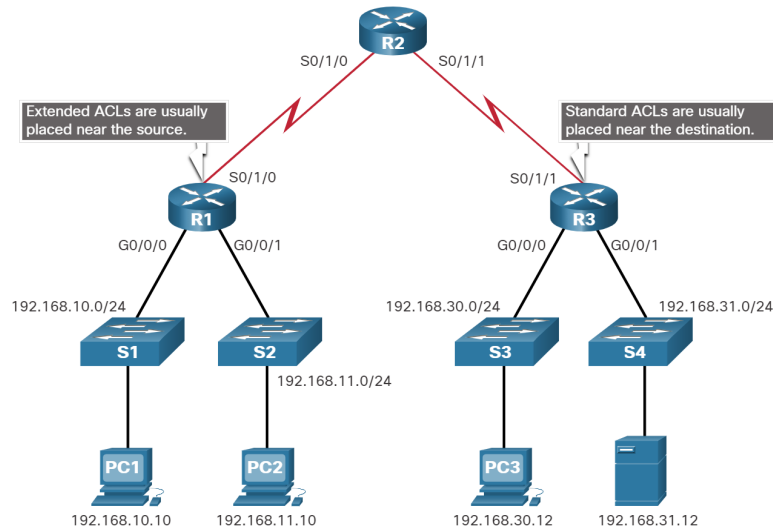 R2
S0/1/0
S0/1/1
Extended ACLs are usually
placed near the source.
Standard ACLs are usually
placed near the destination.
S0/1/0
S0/1/1
R1
R3
G0/0/0
G0/0/1
G0/0/0
G0/0/1
192.168.10.0/24
192.168.30.0/24
192.168.31.0/24
S1
S2
S3
S4
192.168.11.0/24
PC1
PC2
PC3
192.168.10.10
192.168.11.10
192.168.30.12
192.168.31.12